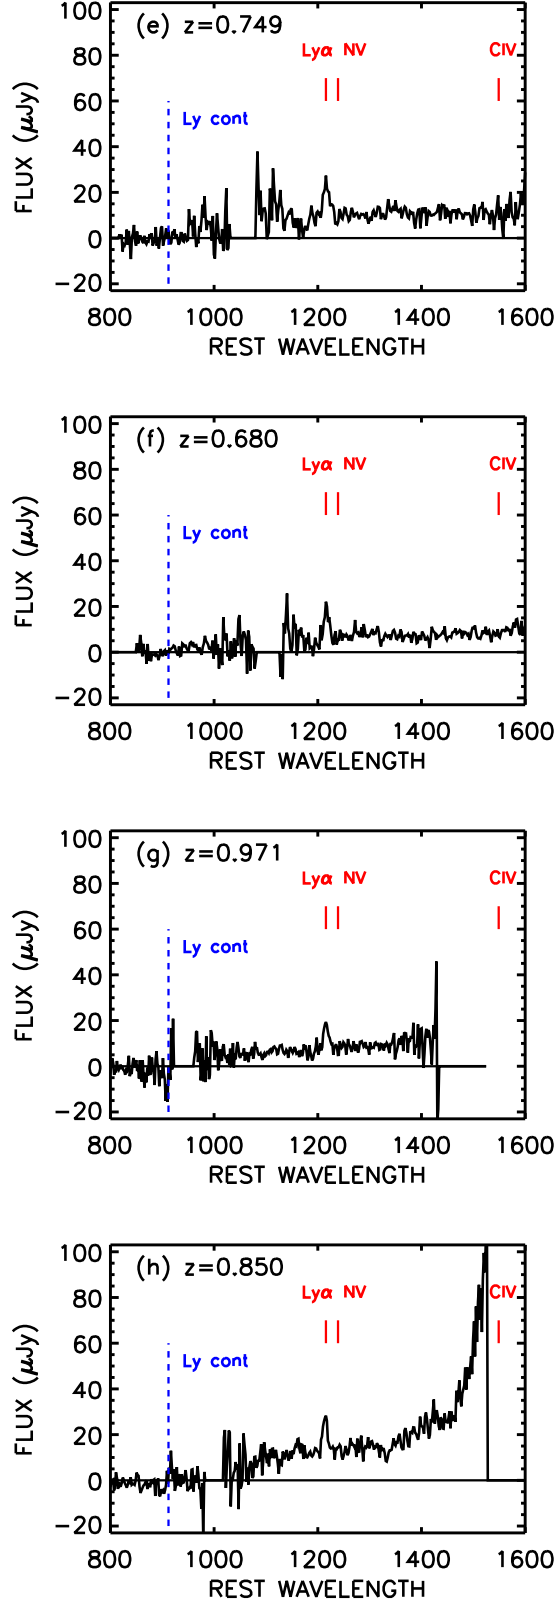 (e) z=0.749
Lyα NV CIV
Ly cont
100
80
60
40
20
0
−20
FLUX (μJy)
800 1000 1200 1400 1600
REST WAVELENGTH
(f) z=0.680
Lyα NV CIV
Ly cont
100
80
60
40
20
0
−20
FLUX (μJy)
800 1000 1200 1400 1600
REST WAVELENGTH
(g) z=0.971
Lyα NV CIV
Ly cont
100
80
60
40
20
0
−20
FLUX (μJy)
800 1000 1200 1400 1600
REST WAVELENGTH
(h) z=0.850
Lyα NV CIV
Ly cont
100
80
60
40
20
0
−20
FLUX (μJy)
800 1000 1200 1400 1600
REST WAVELENGTH